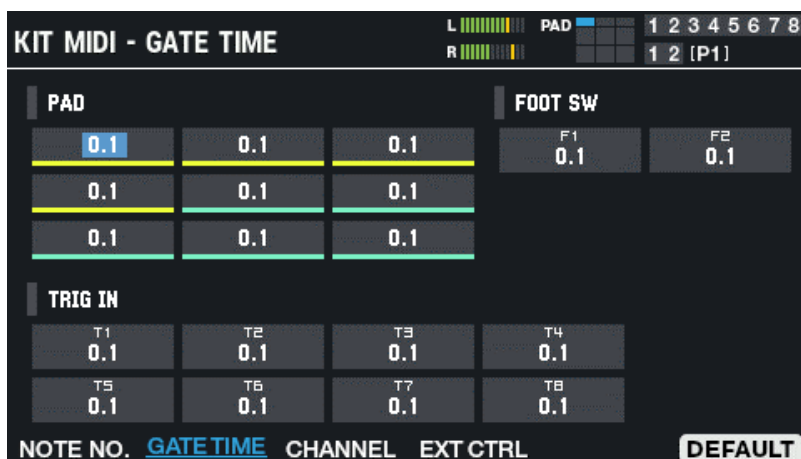 KIT MIDI - GATE TIME L PAD 1 2 3 4 5 6 7 8
R 1 2 [P1]
PAD FOOT SW
0.1 0.1 0.1 F1 0.1 F2 0.1
0.1 0.1 0.1
0.1 0.1 0.1
TRIG IN
T1 T2 T3 T4
0.1 0.1 0.1 0.1
T5 T6 T7 T8
0.1 0.1 0.1 0.1
NOTE NO. GATE TIME CHANNEL EXT CTRL DEFAULT